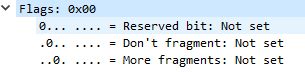 Flags: 0x00
0... .... = Reserved bit: Not set
.0.. .... = Don't fragment: Not set
..0. .... = More fragments: Not set